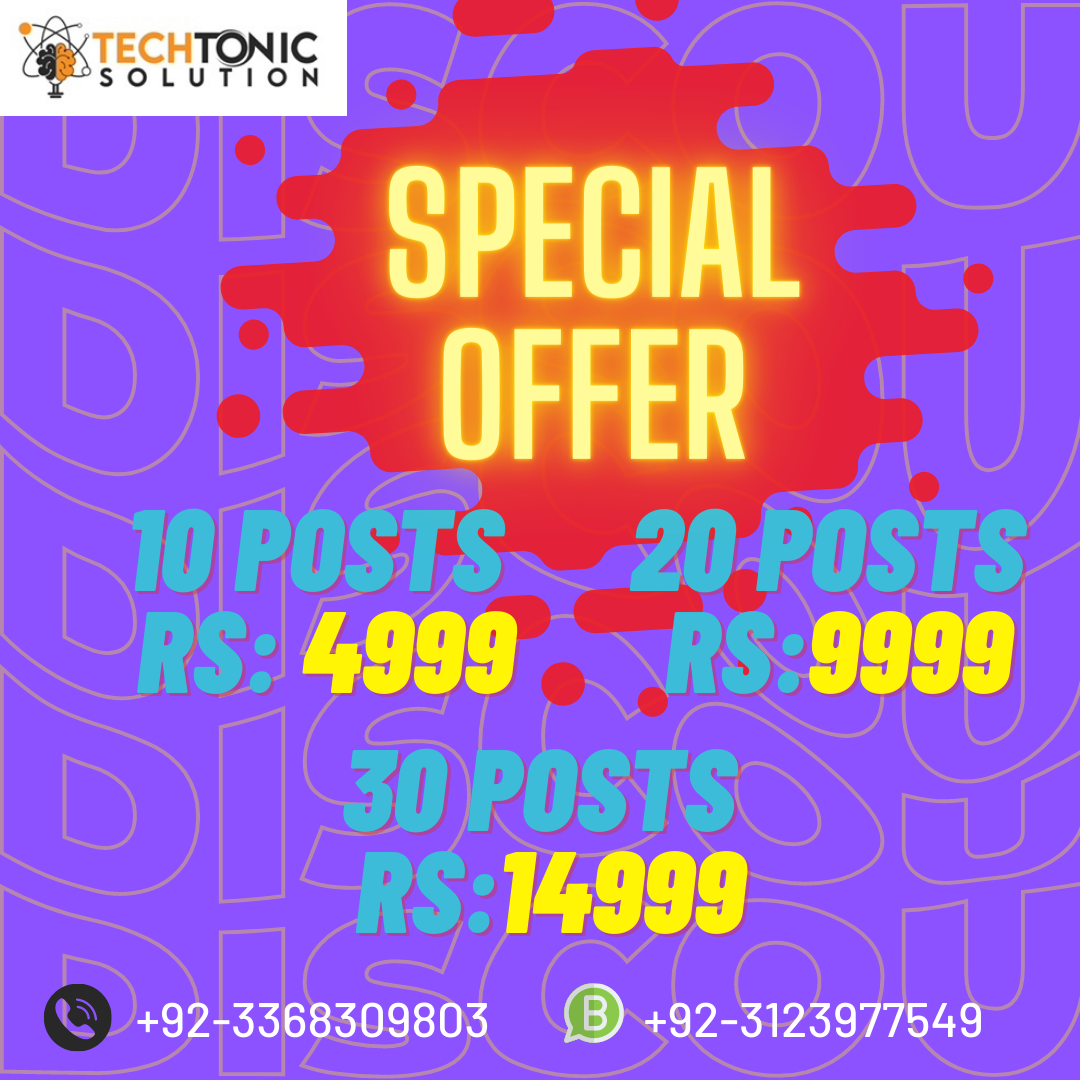 TECHTONIC
SOLUTION
SPECIAL
OFFER
10 POSTS
RS: 4999
20 POSTS
RS:9999
30 POSTS
RS:14999
+92-3368309803
B
+92-3123977549